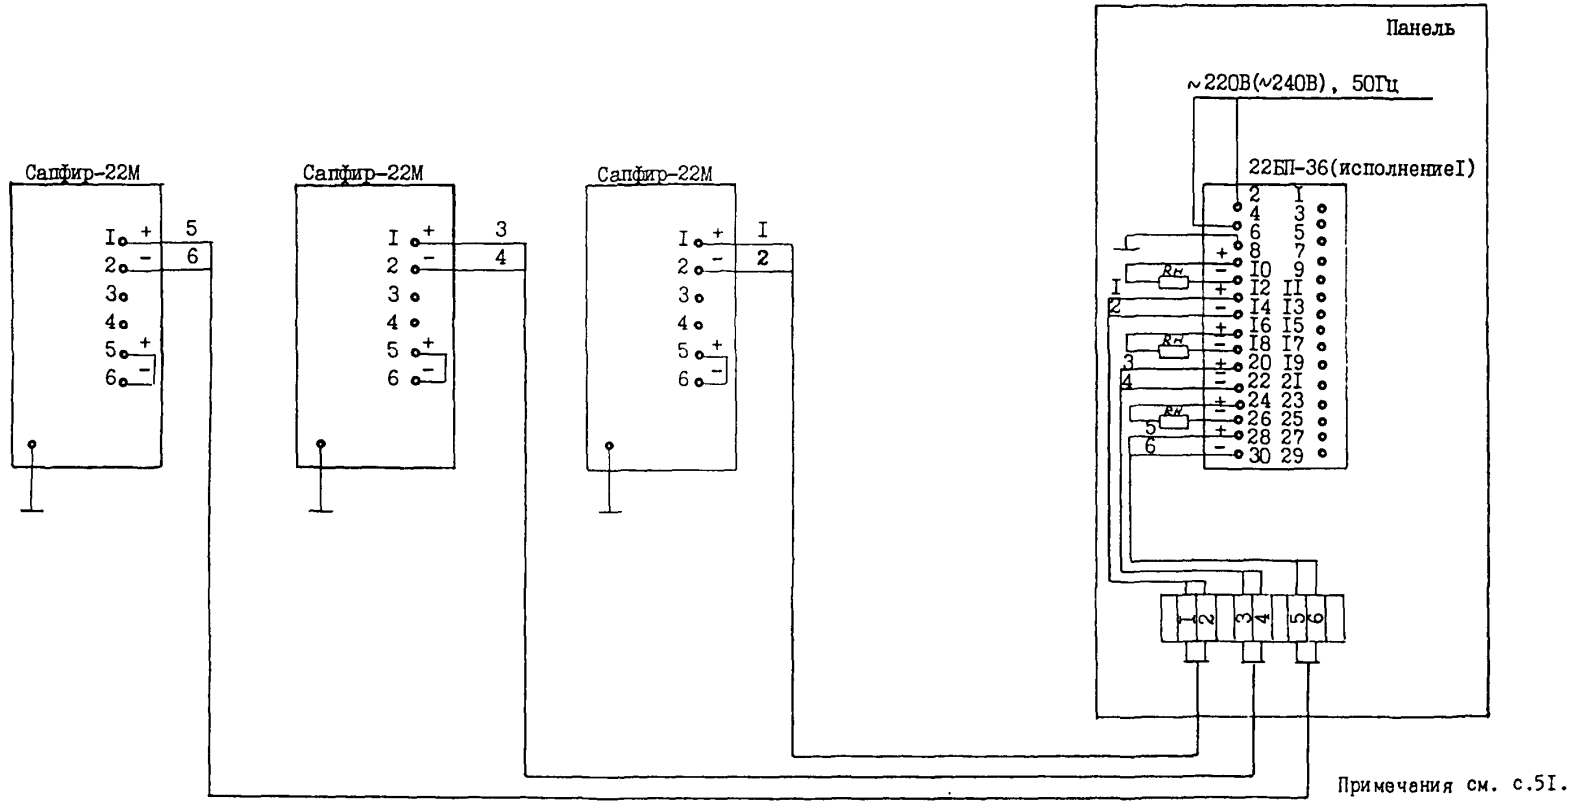 Панель
~220В(~240В), 50Гц
22БП-36(исполнениеI)
Сапфир-22М
I + 5
2 - 6
3
4
5 +
6 -
Сапфир-22М
I + 3
2 - 4
3
4
5 +
6 -
Сапфир-22М
I + I
2 - 2
3
4
5 +
6 -
2 I
4 3
6 5
8 7
+
- I0 9
Rн
I + I2 II
2 - I4 I3
+ I6 I5
Rн - I8 I7
3 + 20 I9
4 - 22 2I
+ 24 23
Rн - 26 25
5 + 28 27
6 - 30 29
I 2 3 4 5 6
Примечания см. с.5I.